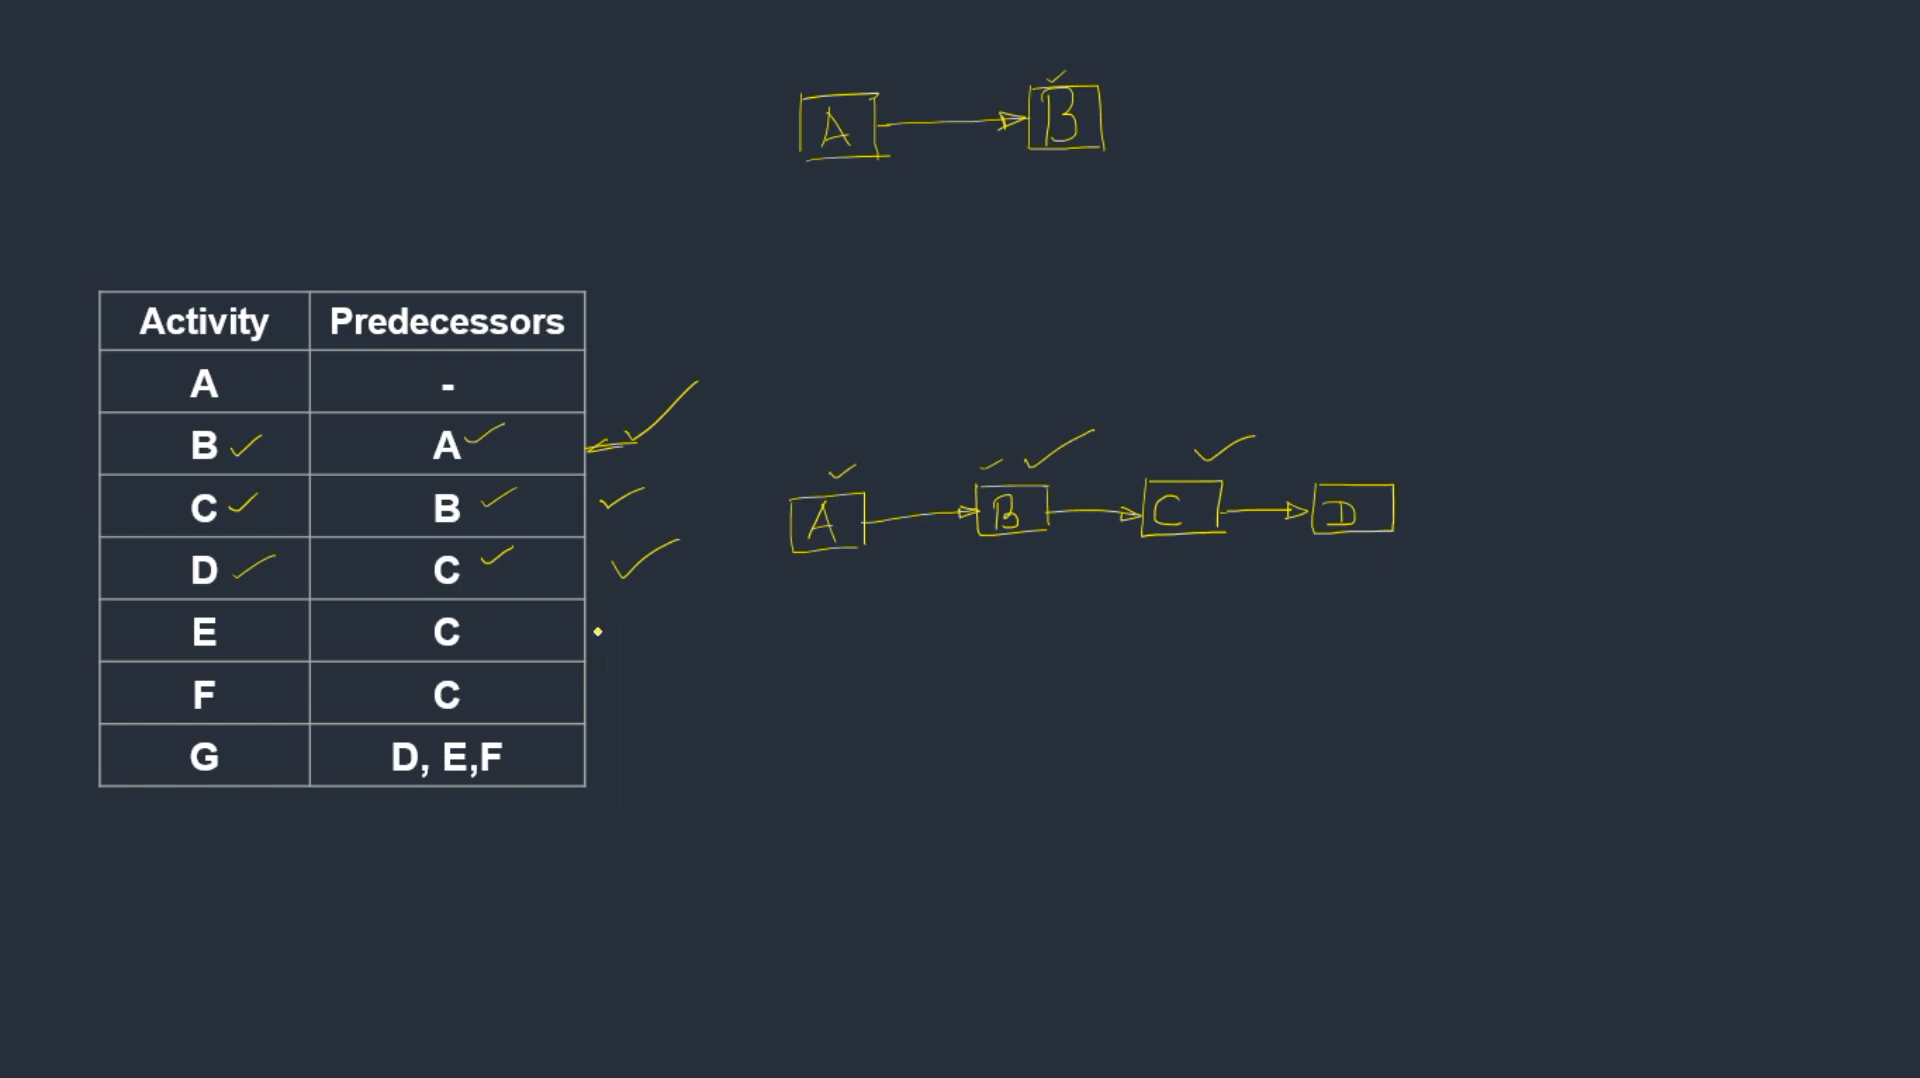 A B
Activity Predecessors
A -
B A
C B
D C
E C
F C
G D, E,F
A B C D